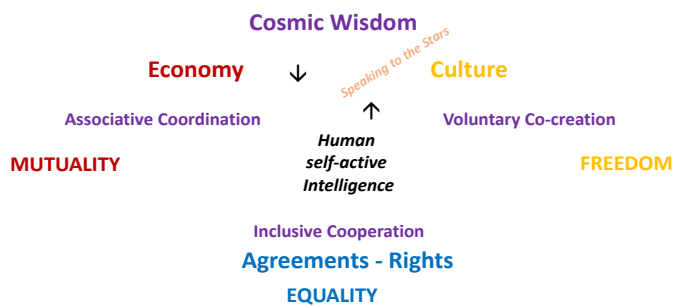 Cosmic Wisdom
Speaking to the Stars
Economy
Culture
Associative Coordination
Voluntary Co-creation
Human
self-active
Intelligence
MUTUALITY
FREEDOM
Inclusive Cooperation
Agreements - Rights
EQUALITY